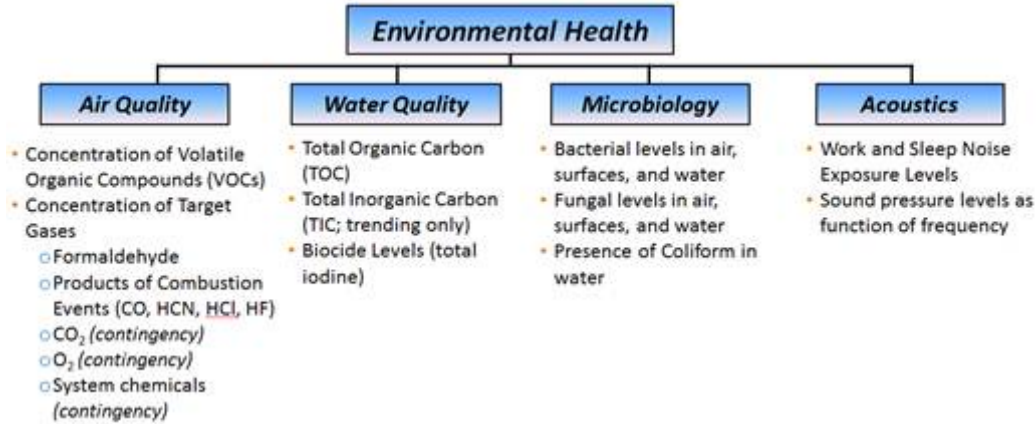 Environmental Health
Air Quality
• Concentration of Volatile
Organic Compounds (VOCs)
• Concentration of Target
Gases
o Formaldehyde
o Products of Combustion
Events (CO, HCN, HCl, HF)
o CO₂ (contingency)
o O₂ (contingency)
o System chemicals
(contingency)
Water Quality
• Total Organic Carbon
(TOC)
• Total Inorganic Carbon
(TIC; trending only)
• Biocide Levels (total
iodine)
Microbiology
• Bacterial levels in air,
surfaces, and water
• Fungal levels in air,
surfaces, and water
• Presence of Coliform in
water
Acoustics
• Work and Sleep Noise
Exposure Levels
• Sound pressure levels as
function of frequency